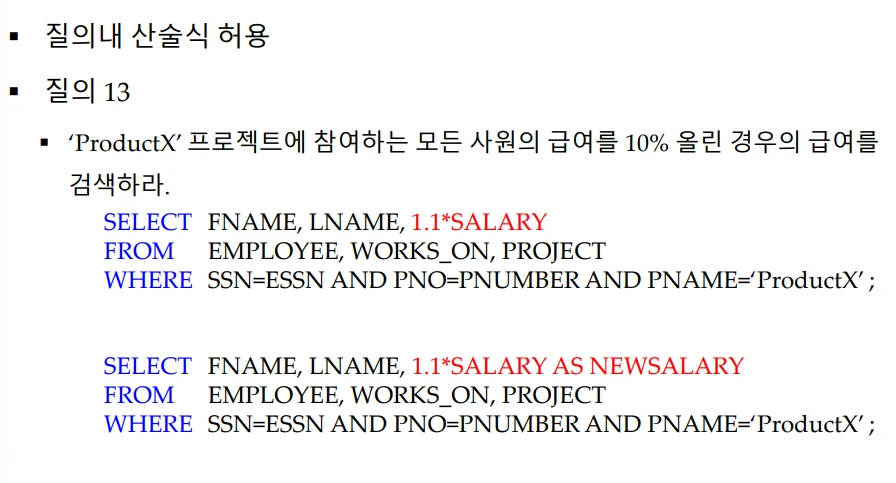 ▪ 질의내 산술식 허용
▪ 질의 13
▪ ‘ProductX’ 프로젝트에 참여하는 모든 사원의 급여를 10% 올린 경우의 급여를
검색하라.
SELECT FNAME, LNAME, 1.1*SALARY
FROM EMPLOYEE, WORKS_ON, PROJECT
WHERE SSN=ESSN AND PNO=PNUMBER AND PNAME=‘ProductX’ ;
SELECT FNAME, LNAME, 1.1*SALARY AS NEWSALARY
FROM EMPLOYEE, WORKS_ON, PROJECT
WHERE SSN=ESSN AND PNO=PNUMBER AND PNAME=‘ProductX’ ;